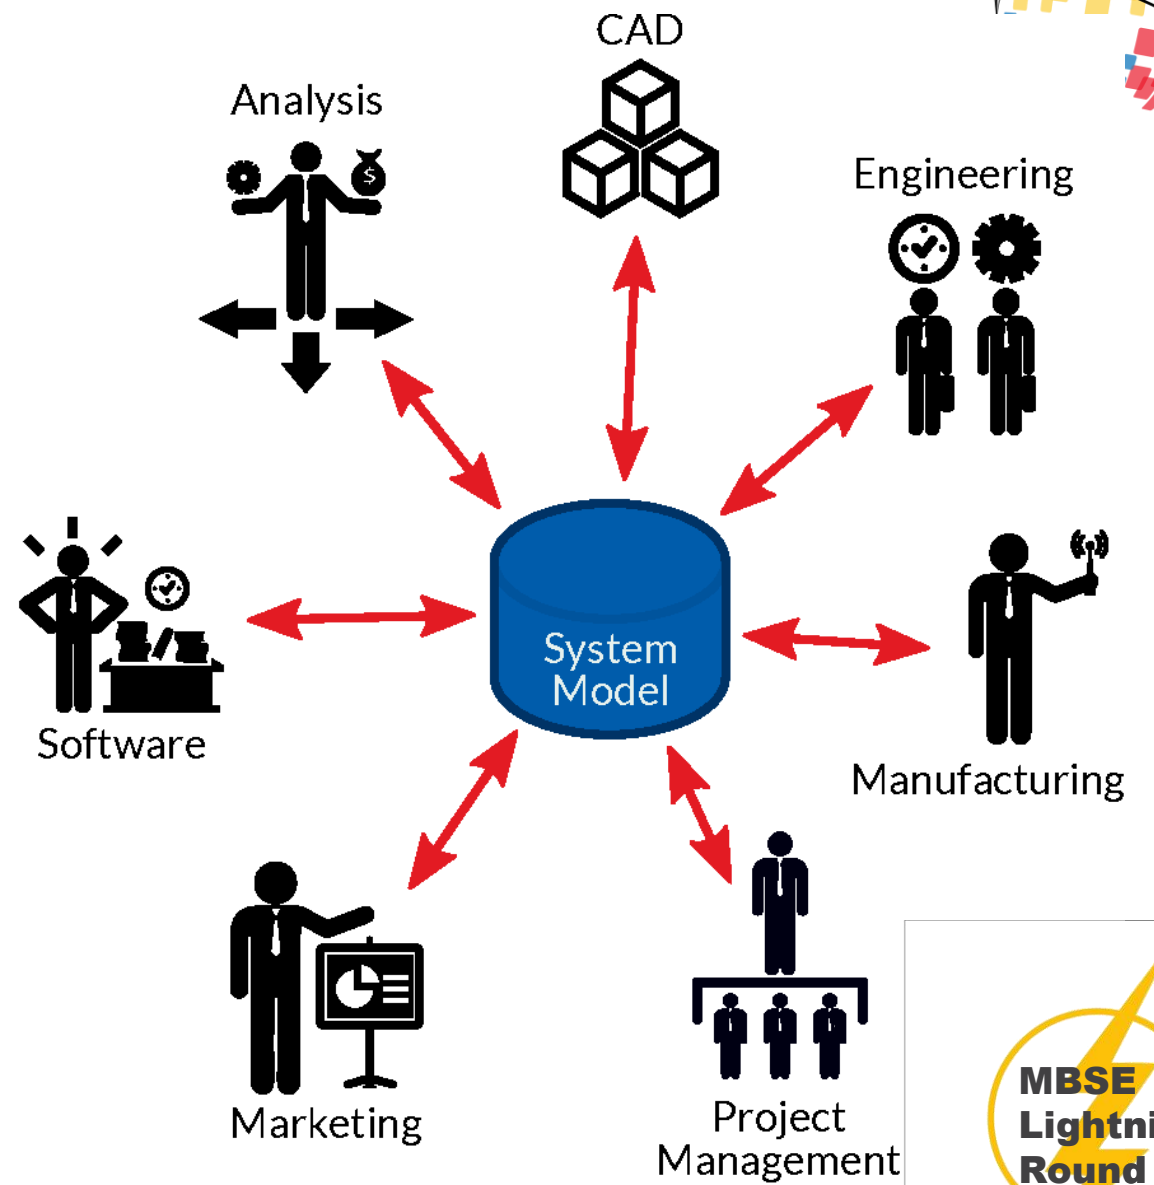 CAD
Analysis
Engineering
$
System
Model
Software
Manufacturing
Marketing
Project
Management
MBSE
Round